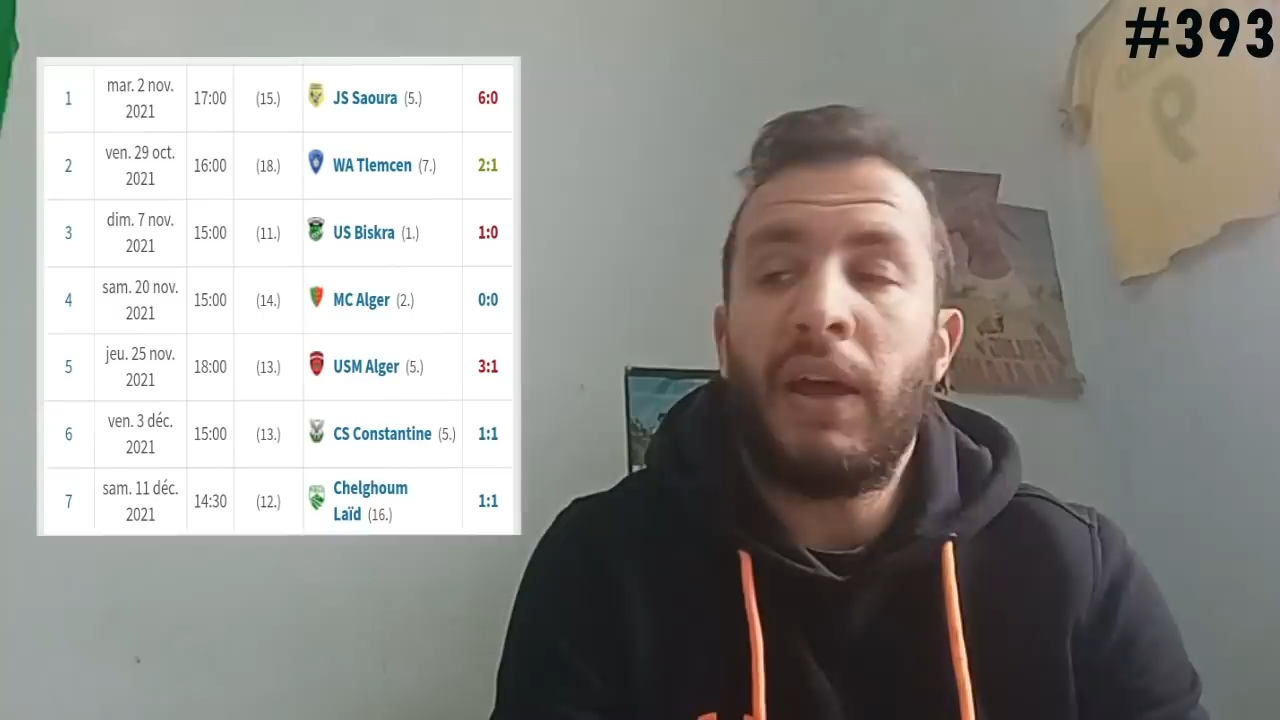 #393
1 mar. 2 nov. 2021 17:00 (15.) JS Saoura (5.) 6:0
2 ven. 29 oct. 2021 16:00 (18.) WA Tlemcen (7.) 2:1
3 dim. 7 nov. 2021 15:00 (11.) US Biskra (1.) 1:0
4 sam. 20 nov. 2021 15:00 (14.) MC Alger (2.) 0:0
5 jeu. 25 nov. 2021 18:00 (13.) USM Alger (5.) 3:1
6 ven. 3 déc. 2021 15:00 (13.) CS Constantine (5.) 1:1
7 sam. 11 déc. 2021 14:30 (12.) Chelghoum Laïd (16.) 1:1
9